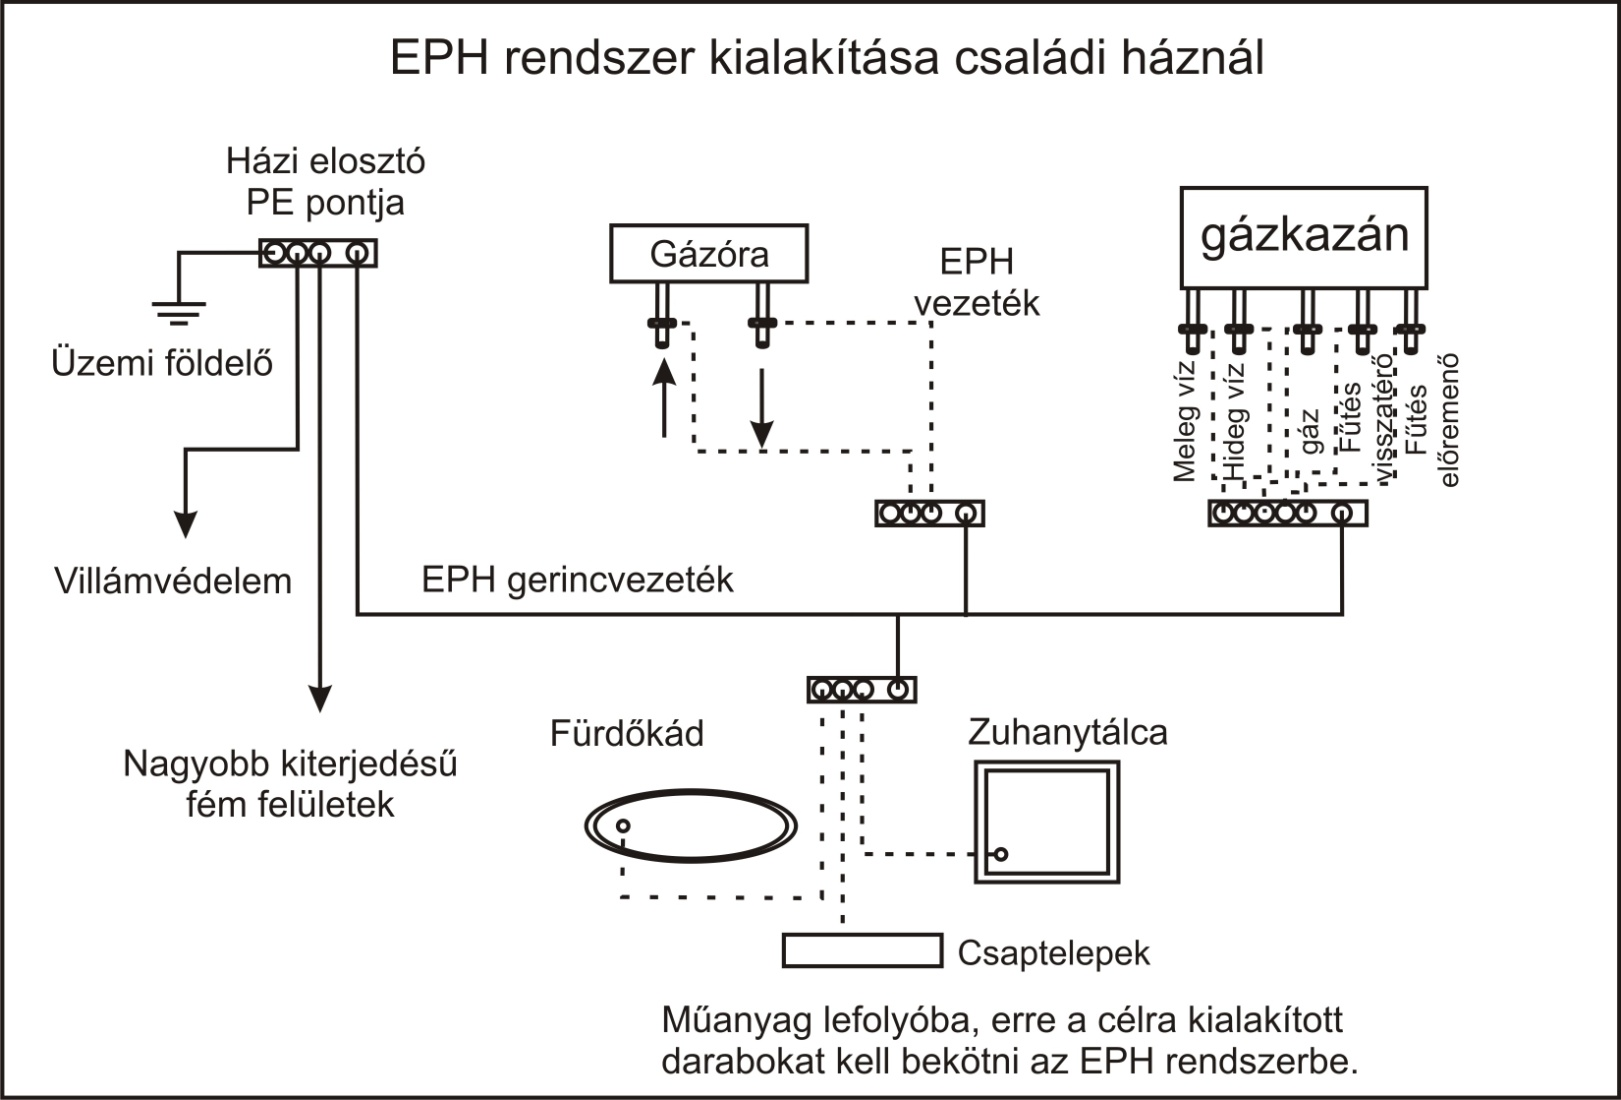 EPH rendszer kialakítása családi háznál
Házi elosztó
PE pontja
Gázóra
EPH
vezeték
gázkazán
Üzemi földelő
Meleg víz
Hideg víz
gáz
Fűtés
visszatérő
Fűtés
előremenő
Villámvédelem
EPH gerincvezeték
Nagyobb kiterjedésű
fém felületek
Fürdőkád
Zuhanytálca
Csaptelepek
Műanyag lefolyóba, erre a célra kialakított
darabokat kell bekötni az EPH rendszerbe.